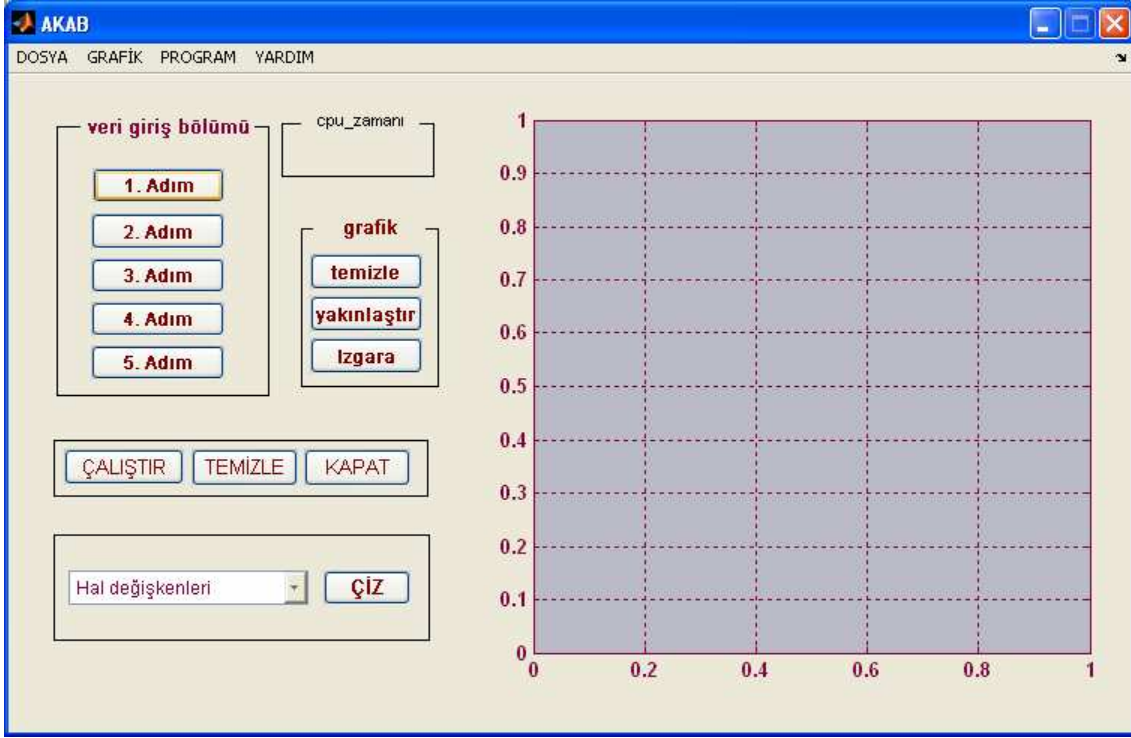 AKAB
DOSYA GRAFİK PROGRAM YARDIM
veri giriş bölümü
1. Adım
2. Adım
3. Adım
4. Adım
5. Adım
cpu_zamanı
grafik
temizle
yakınlaştır
Izgara
ÇALIŞTIR TEMİZLE KAPAT
Hal değişkenleri ÇİZ
1
0.9
0.8
0.7
0.6
0.5
0.4
0.3
0.2
0.1
0
0 0.2 0.4 0.6 0.8 1